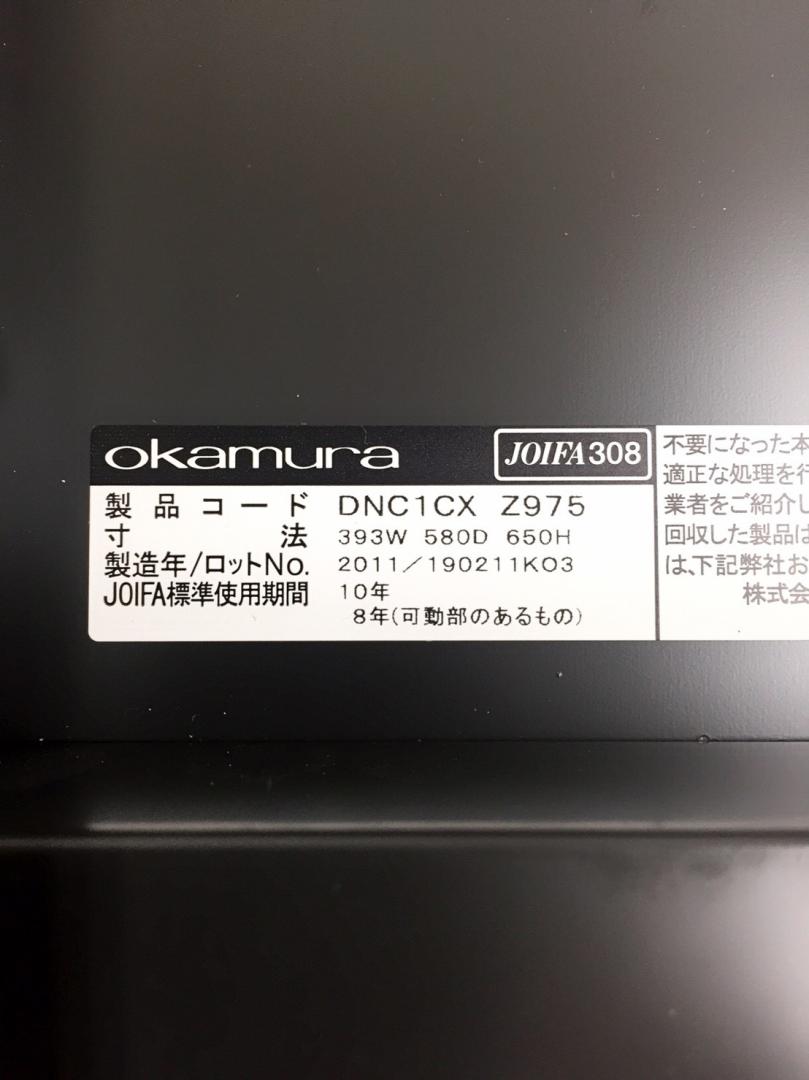 okamura
JOIFA308
製品コード DNC1CX Z975
寸法 393W 580D 650H
製造年/ロットNo. 2011/190211K03
JOIFA標準使用期間 10年
8年(可動部のあるもの)
不要になった本
適正な処理を行
業者をご紹介し
回収した製品は
は、下記弊社お
株式会